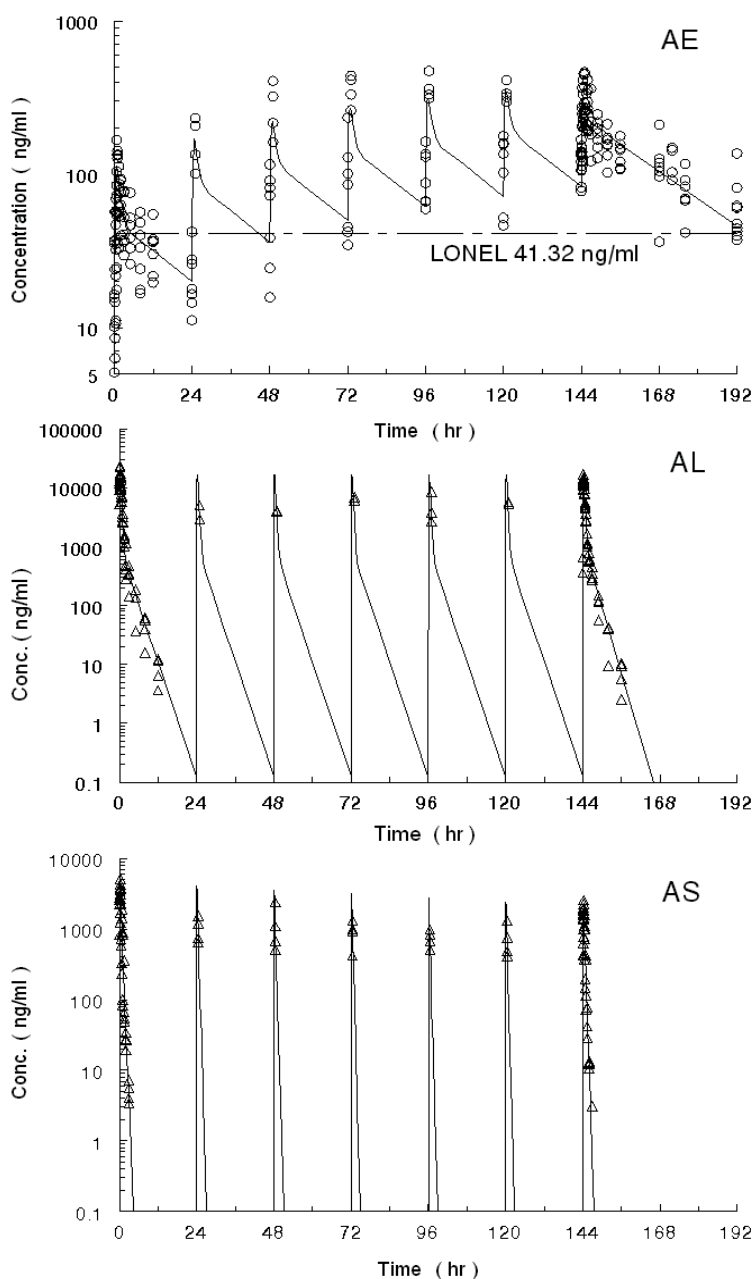 AE
Concentration ( ng/ml )
1000
100
10
5
LONEL 41.32 ng/ml
0 24 48 72 96 120 144 168 192
Time ( hr )
AL
Conc. ( ng/ml )
100000
10000
1000
100
10
1
0.1
0 24 48 72 96 120 144 168 192
Time ( hr )
AS
Conc. ( ng/ml )
10000
1000
100
10
1
0.1
0 24 48 72 96 120 144 168 192
Time ( hr )